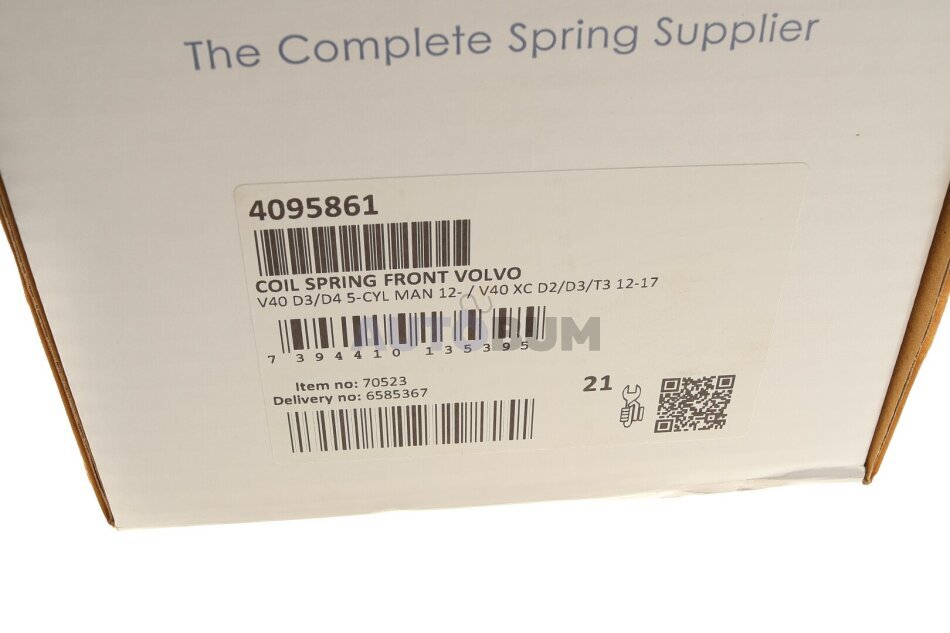 The Complete Spring Supplier
4095861
COIL SPRING FRONT VOLVO
V40 D3/D4 5-CYL MAN 12- / V40 XC D2/D3/T3 12-17
AUTOBUM
7 394410 135395
Item no: 70523
Delivery no: 6585367
21